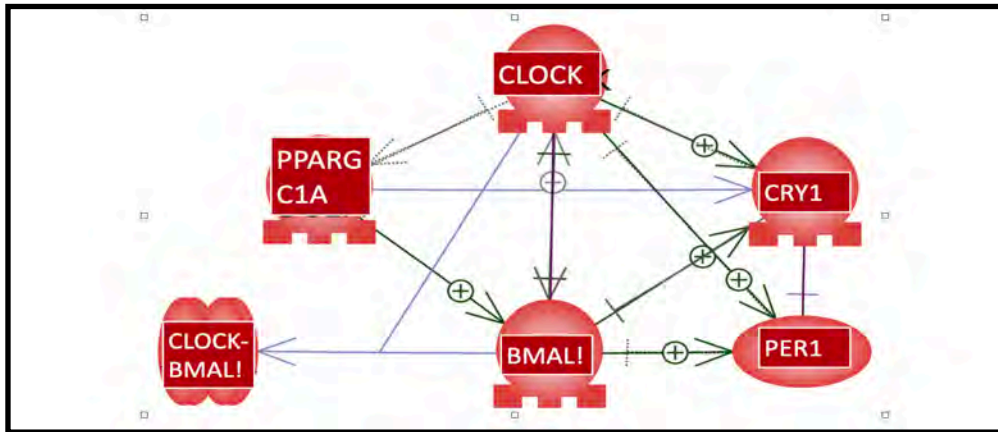 CLOCK
PPARG
C1A
CRY1
CLOCK-
BMAL!
BMAL!
PER1